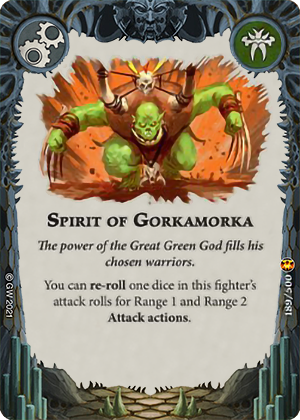 SPIRIT OF GORKAMORKA
The power of the Great Green God fills his
chosen warriors.
You can re-roll one dice in this fighter's
attack rolls for Range 1 and Range 2
Attack actions.
© GW 2021
189/500